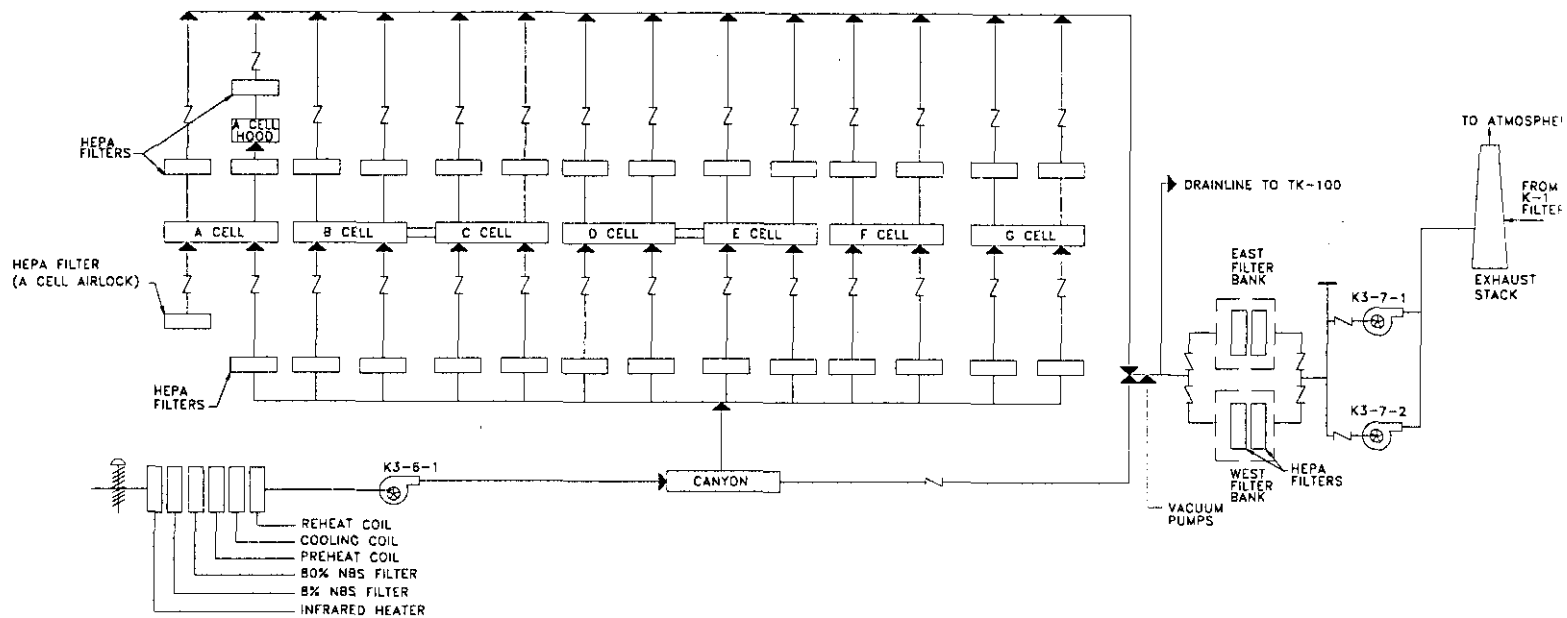 A CELL
HOOD
HEPA
FILTERS
TO ATMOSPHE
FROM
K-1
FILTER
DRAINLINE TO TK-100
A CELL
B CELL
C CELL
D CELL
E CELL
F CELL
G CELL
HEPA FILTER
(A CELL AIRLOCK)
EAST
FILTER
BANK
EXHAUST
STACK
K3-7-1
HEPA
FILTERS
K3-7-2
K3-6-1
CANYON
WEST
FILTER
BANK
HEPA
FILTERS
VACUUM
PUMPS
REHEAT COIL
COOLING COIL
PREHEAT COIL
80% NBS FILTER
8% NBS FILTER
INFRARED HEATER